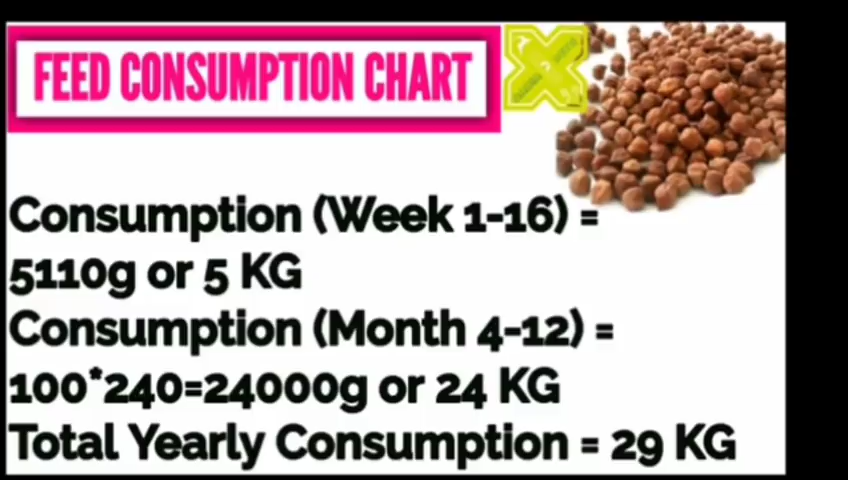 FEED CONSUMPTION CHART
Consumption (Week 1-16) =
5110g or 5 KG
Consumption (Month 4-12) =
100*240=24000g or 24 KG
Total Yearly Consumption = 29 KG